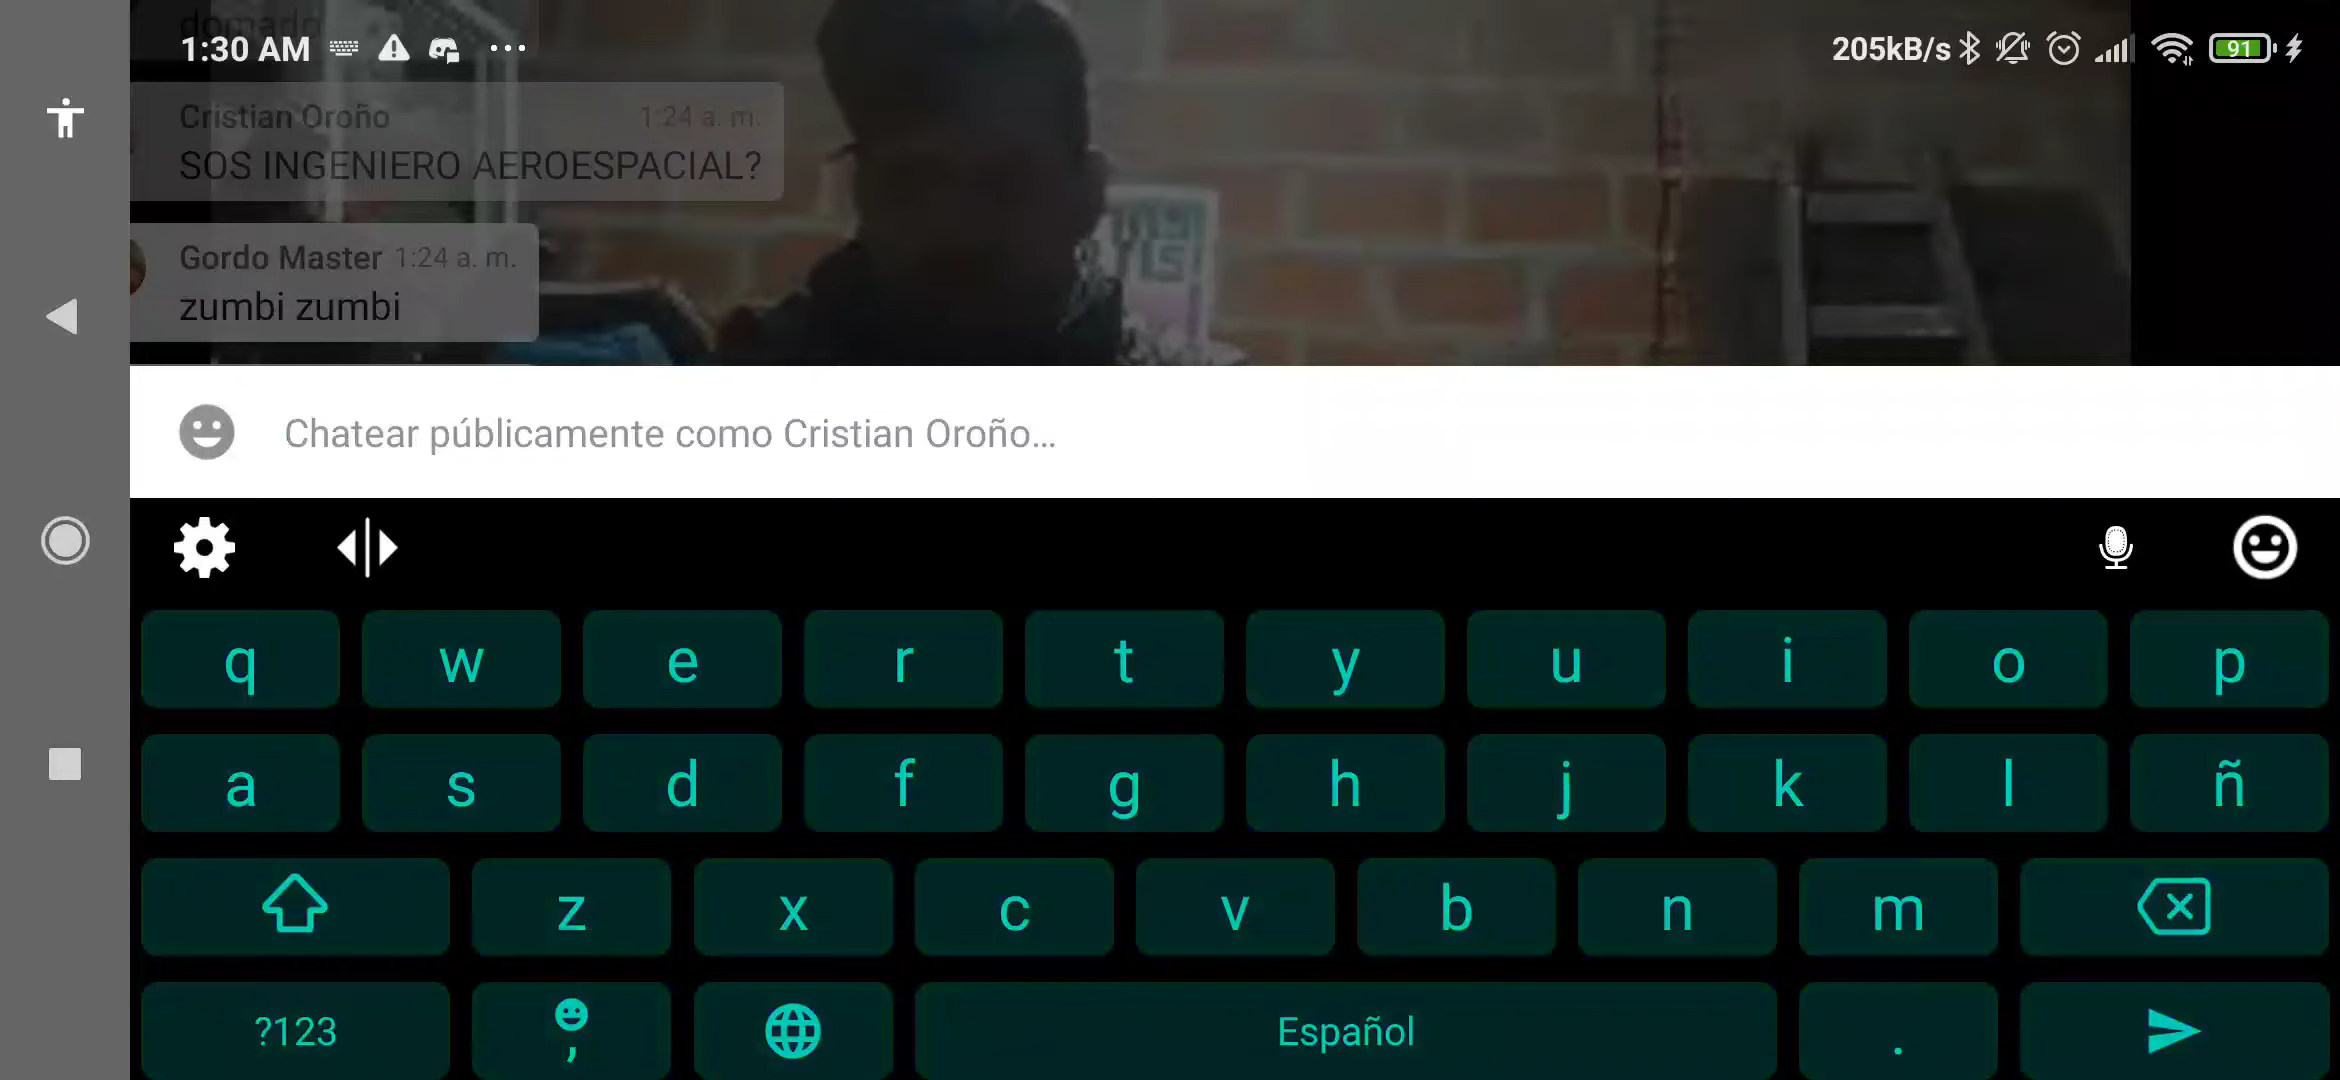 domado
1:30 AM
205kB/s
91
Cristian Oroño 1:24 a. m.
SOS INGENIERO AEROESPACIAL?
Gordo Master 1:24 a. m.
zumbi zumbi
Chatear públicamente como Cristian Oroño...
q w e r t y u i o p
a s d f g h j k l ñ
z x c v b n m
?123 , Español .